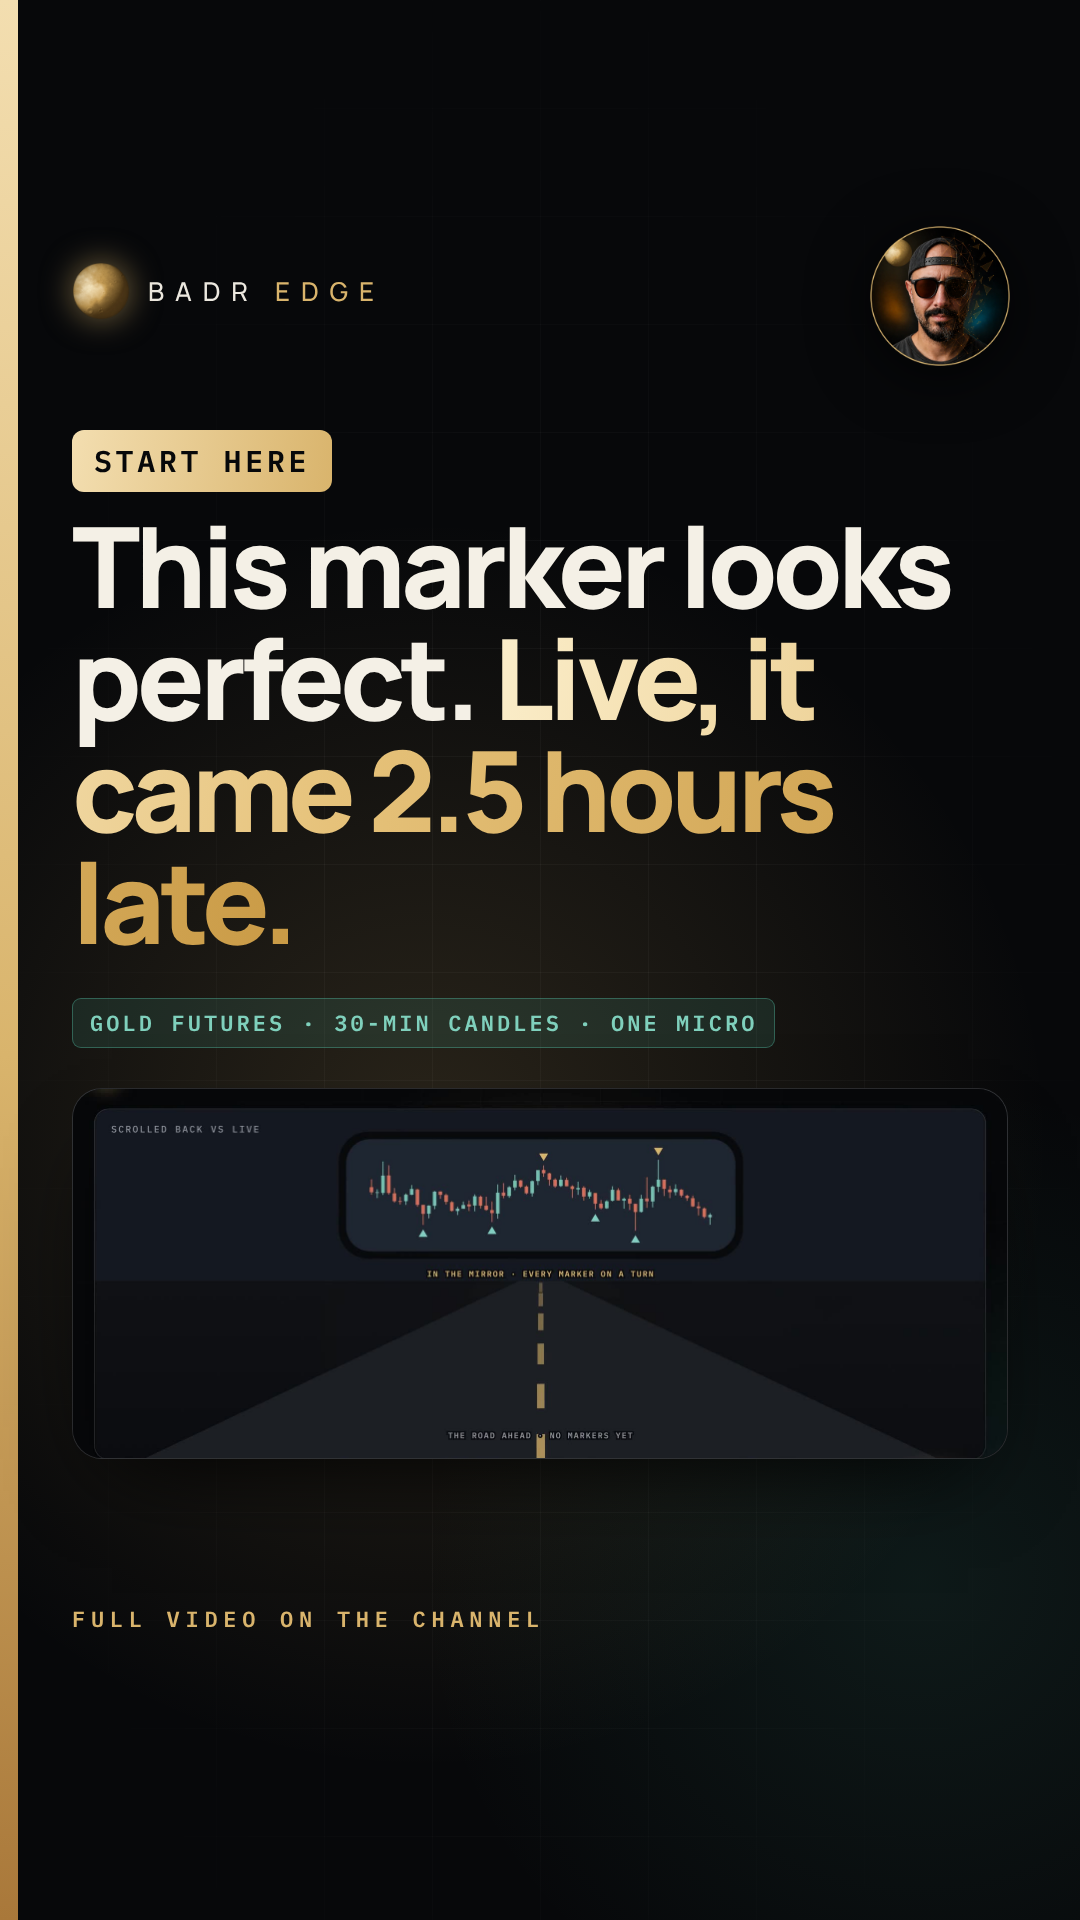 BADR EDGE
START HERE
This marker looks
perfect. Live, it
came 2.5 hours
late.
GOLD FUTURES · 30-MIN CANDLES · ONE MICRO
SCROLLED BACK VS LIVE
IN THE MIRROR · EVERY MARKER ON A TURN
THE ROAD AHEAD · NO MARKERS YET
FULL VIDEO ON THE CHANNEL